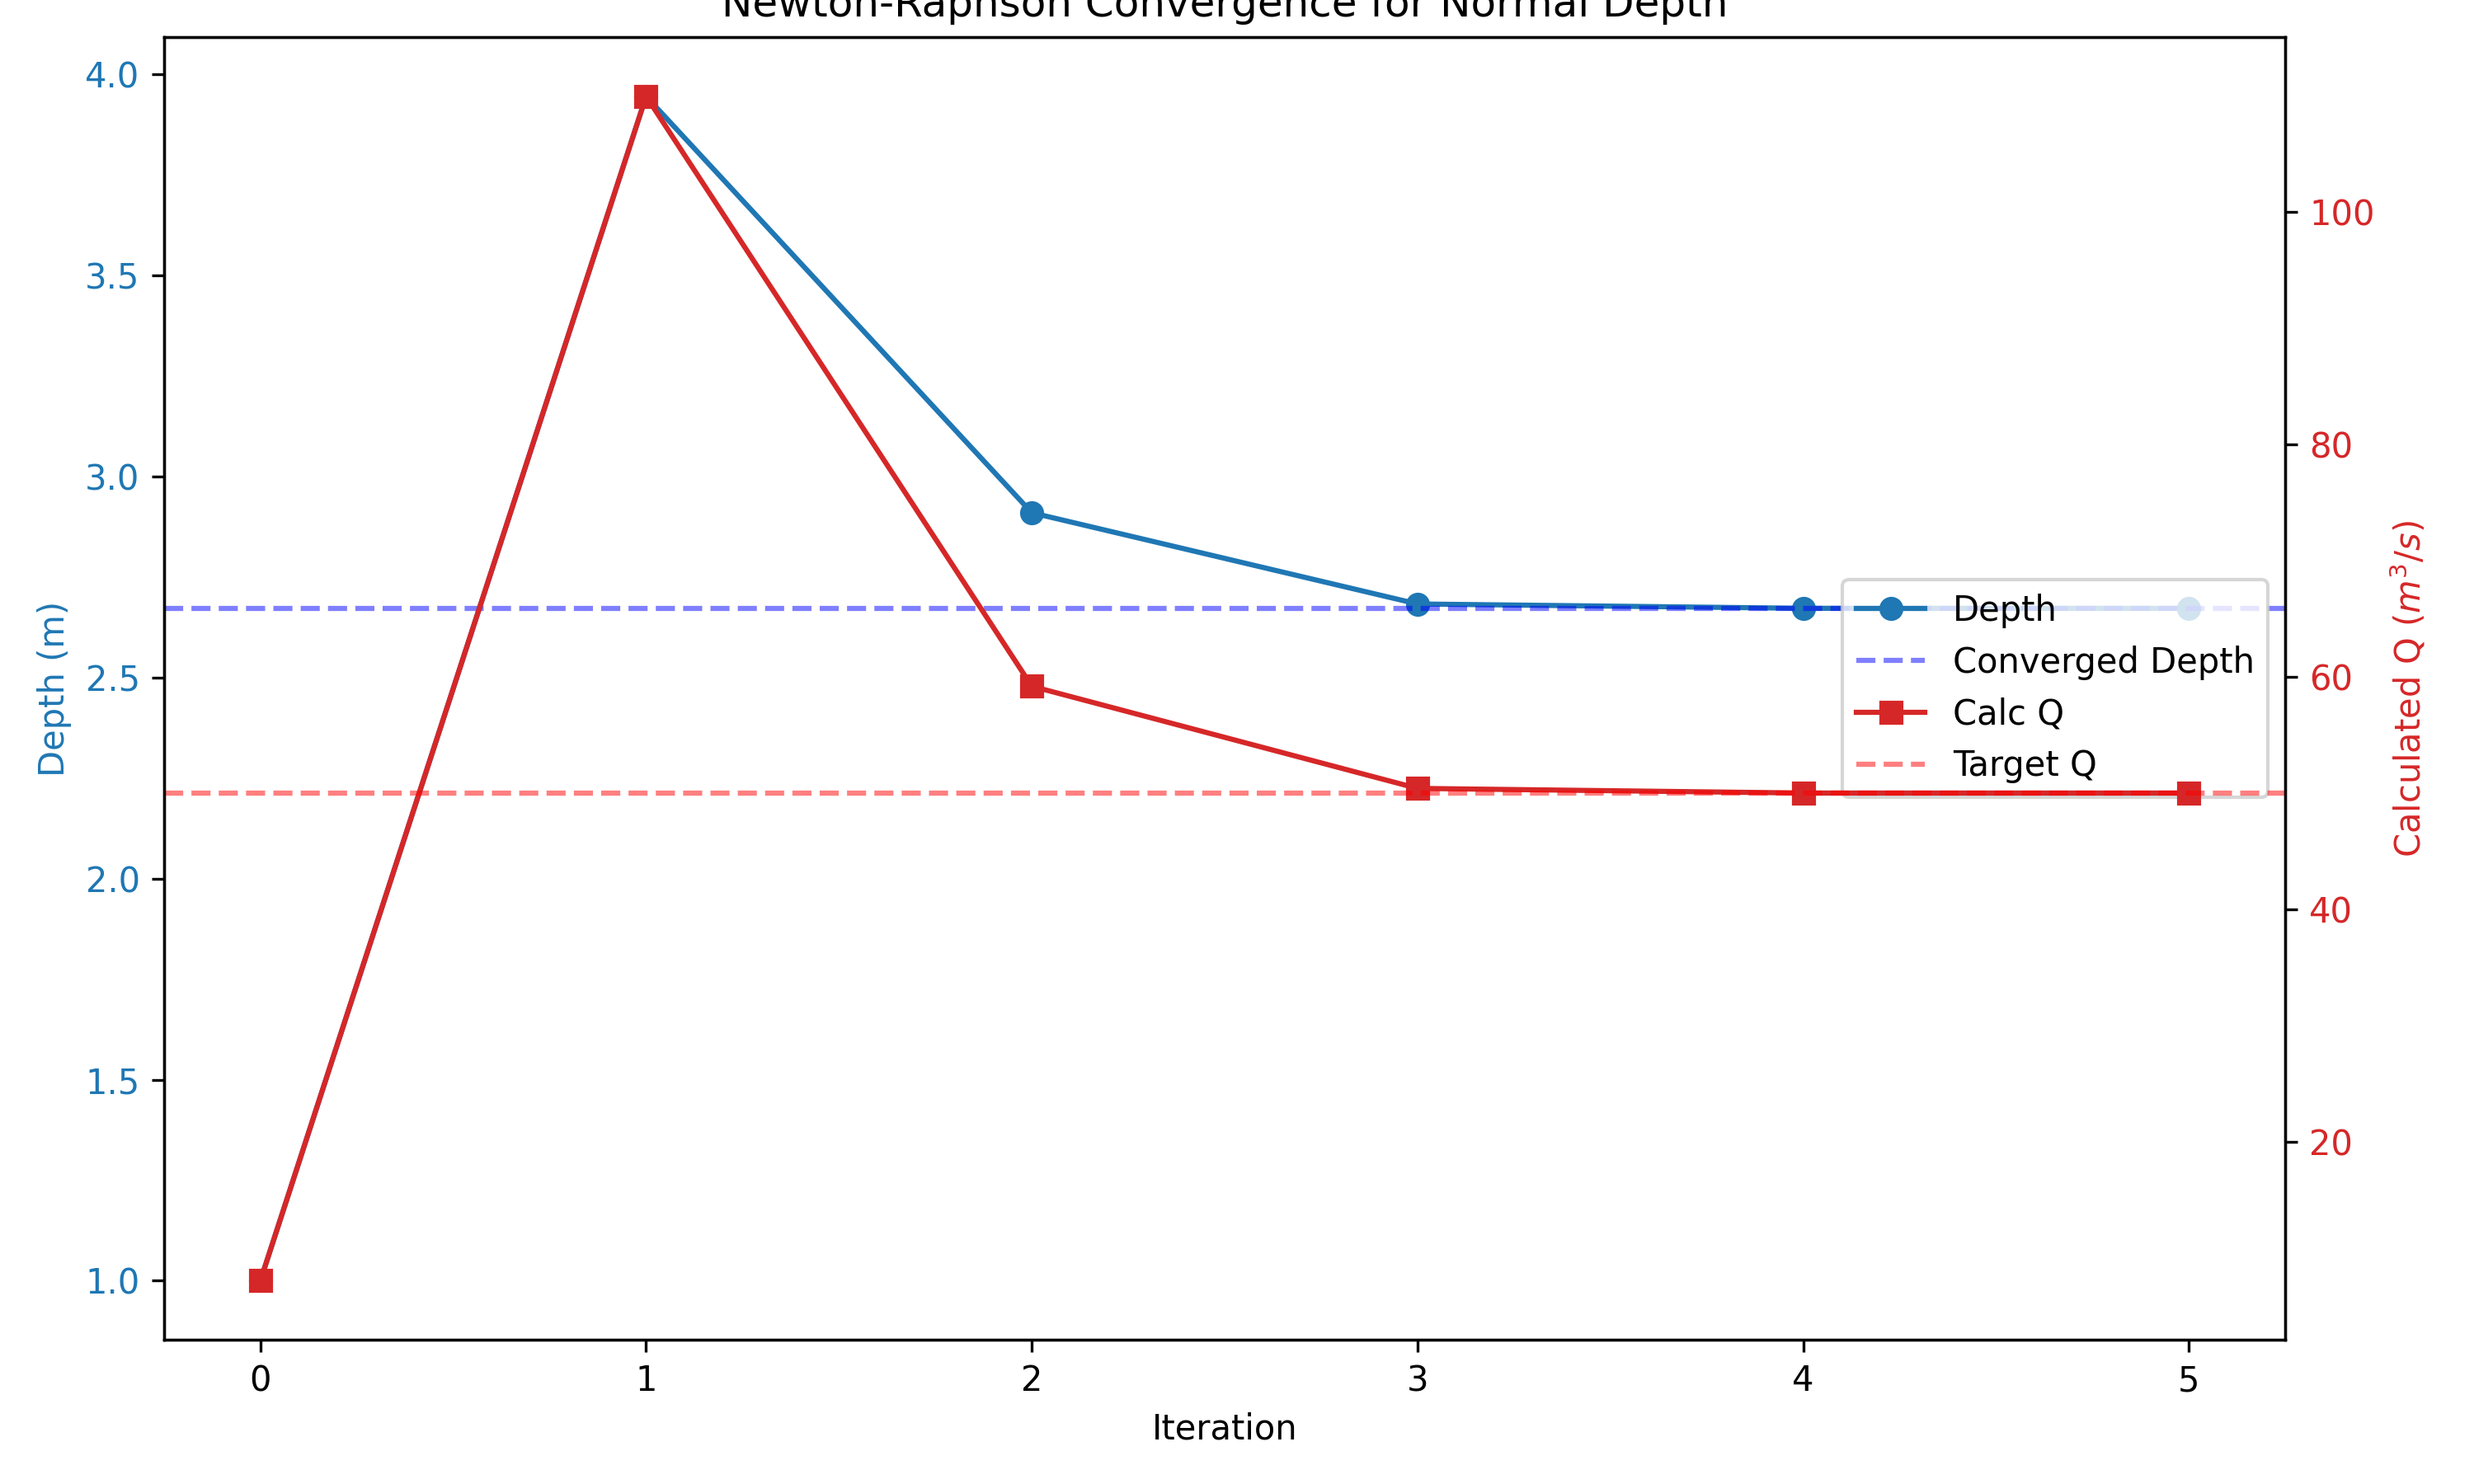 Newton-Raphson Convergence for Normal Depth
4.0
3.5
3.0
2.5
2.0
1.5
1.0
Depth (m)
100
80
60
40
20
Calculated Q (m³/s)
Depth
Converged Depth
Calc Q
Target Q
0 1 2 3 4 5
Iteration